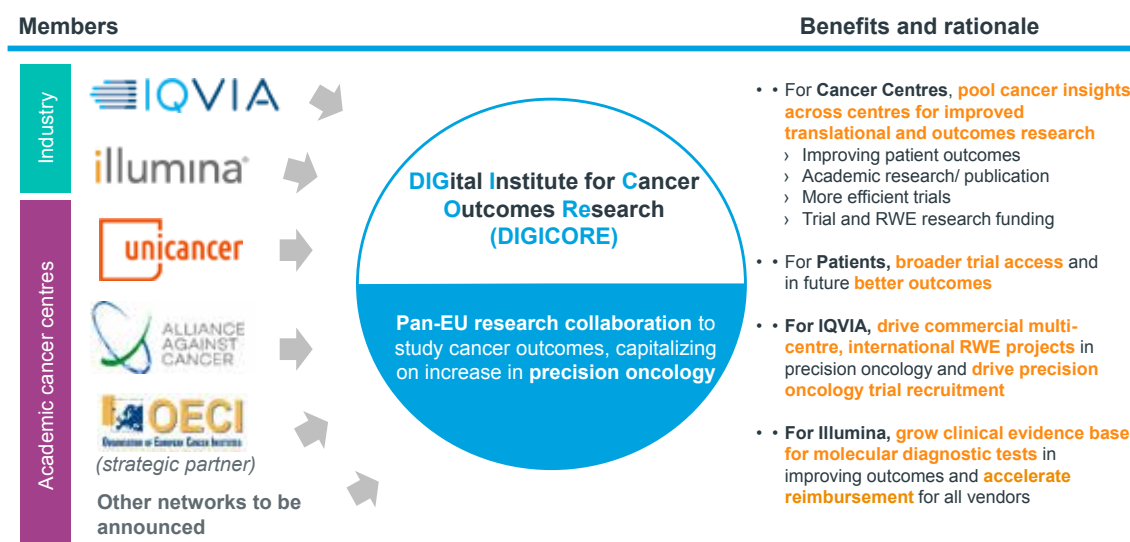 Members
Benefits and rationale
Industry
IQVIA
illumina®
Academic cancer centres
unicancer
ALLIANCE
AGAINST
CANCER
OECI
Organisation of European Cancer Institutes
(strategic partner)
Other networks to be
announced
DIGital Institute for Cancer
Outcomes Research
(DIGICORE)
Pan-EU research collaboration to
study cancer outcomes, capitalizing
on increase in precision oncology
• • For Cancer Centres, pool cancer insights
across centres for improved
translational and outcomes research
› Improving patient outcomes
› Academic research/ publication
› More efficient trials
› Trial and RWE research funding
• • For Patients, broader trial access and
in future better outcomes
• • For IQVIA, drive commercial multi-
centre, international RWE projects in
precision oncology and drive precision
oncology trial recruitment
• • For Illumina, grow clinical evidence base
for molecular diagnostic tests in
improving outcomes and accelerate
reimbursement for all vendors